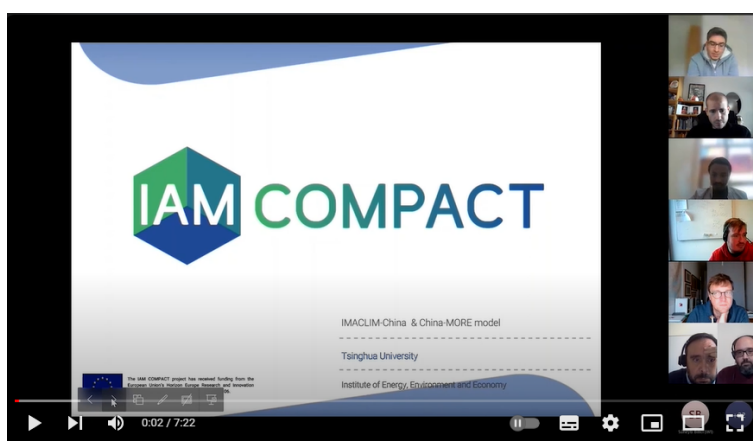 IAM COMPACT
IMACLIM-China & China-MORE model
Tsinghua University
Institute of Energy, Environment and Economy
The IAM COMPACT project has received funding from the
European Union's Horizon Europe Research and Innovation
0:02 / 7:22
SB